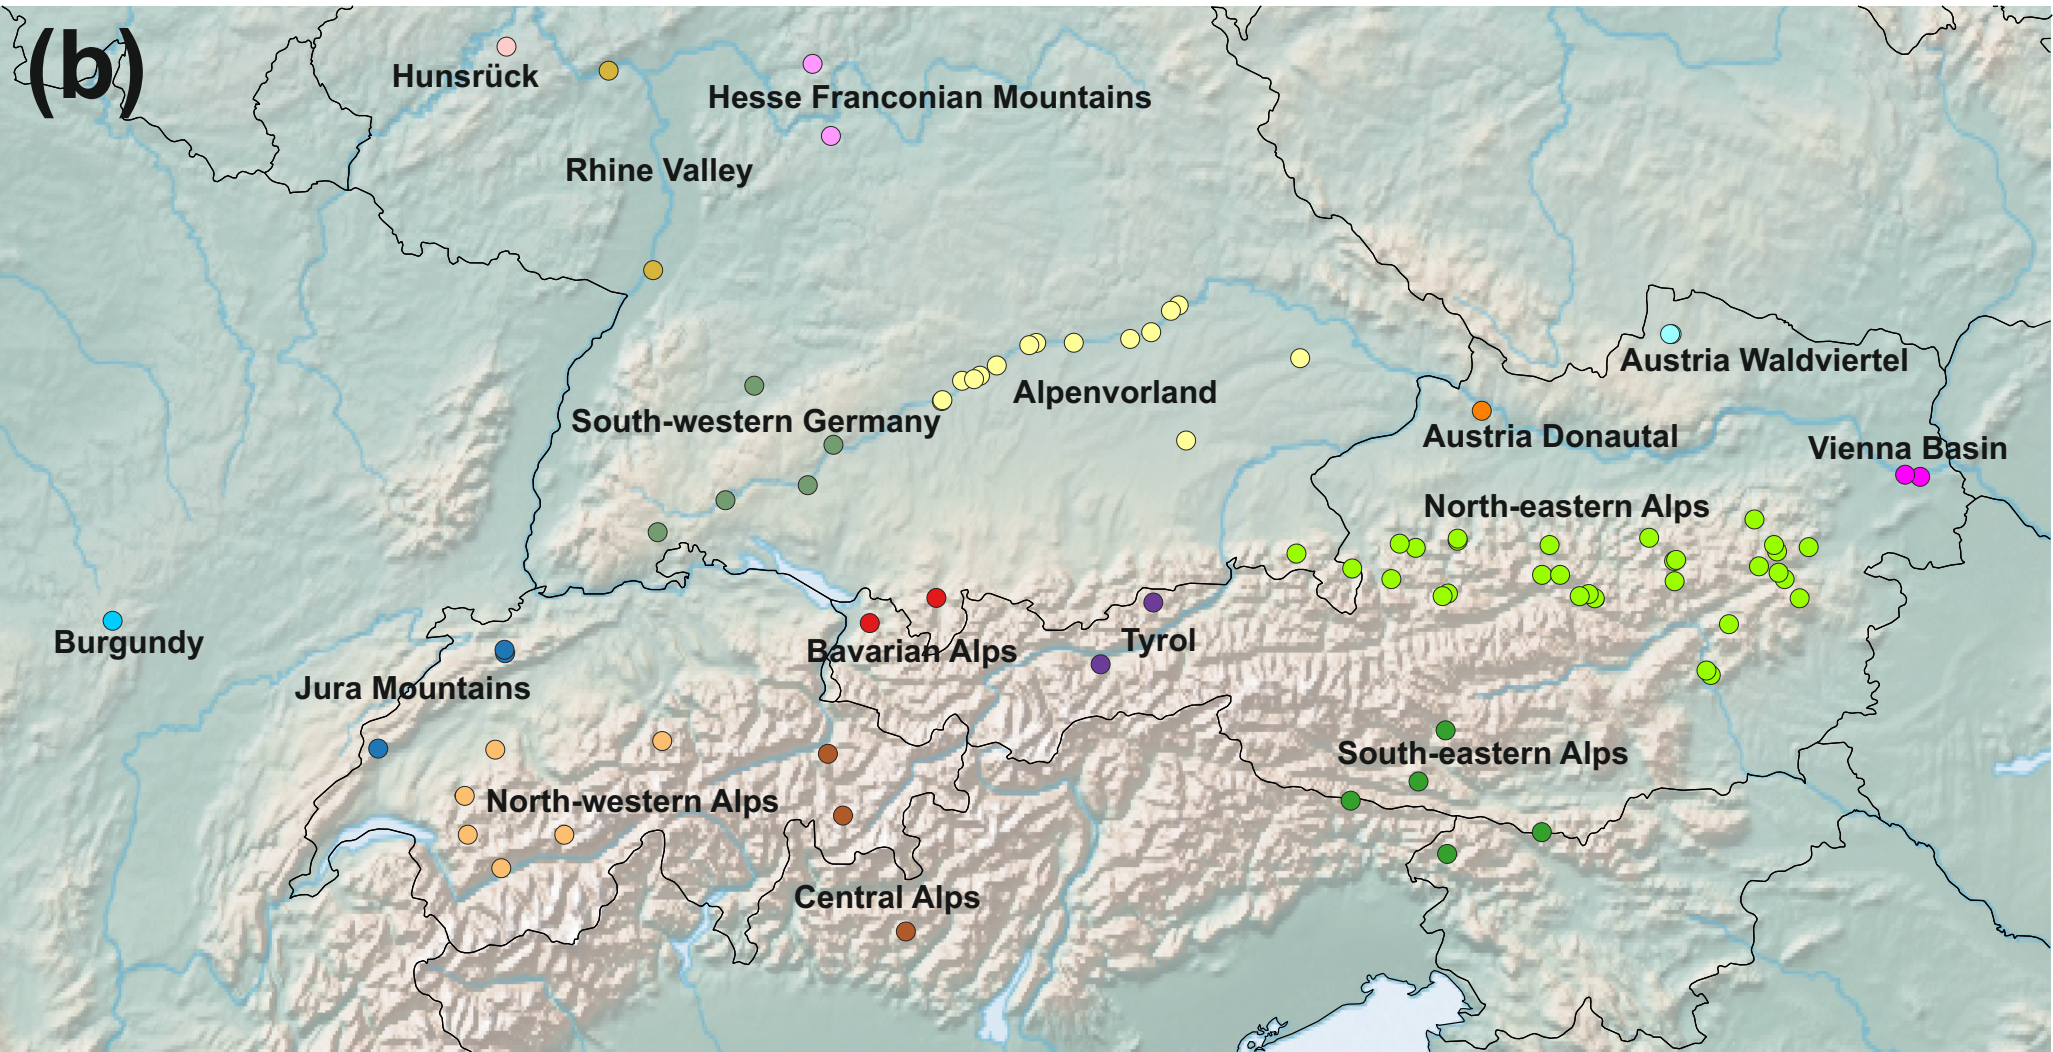 (b)
Hunsrück
Hesse Franconian Mountains
Rhine Valley
Austria Waldviertel
Alpenvorland
South-western Germany
Austria Donautal
Vienna Basin
North-eastern Alps
Burgundy
Tyrol
Bavarian Alps
Jura Mountains
South-eastern Alps
North-western Alps
Central Alps